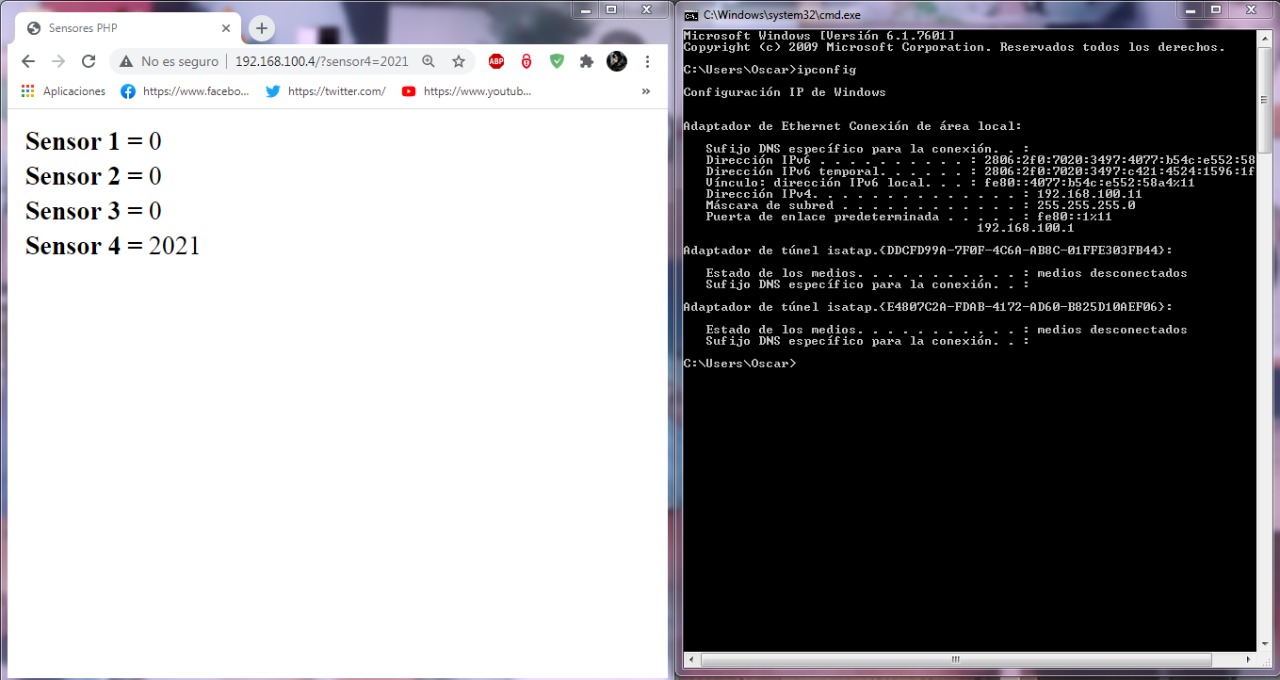 Sensores PHP
No es seguro | 192.168.100.4/?sensor4=2021
ABP
Aplicaciones https://www.facebo... https://twitter.com/ https://www.youtub... »
Sensor 1 = 0
Sensor 2 = 0
Sensor 3 = 0
Sensor 4 = 2021
C:\Windows\system32\cmd.exe
Microsoft Windows [Versión 6.1.7601]
Copyright (c) 2009 Microsoft Corporation. Reservados todos los derechos.
C:\Users\Oscar>ipconfig
Configuración IP de Windows
Adaptador de Ethernet Conexión de área local:
Sufijo DNS específico para la conexión. . :
Dirección IPv6 . . . . . . . . . . : 2806:2f0:7020:3497:4077:b54c:e552:58
Dirección IPv6 temporal. . . . . . : 2806:2f0:7020:3497:c421:4524:1596:1f
Vínculo: dirección IPv6 local. . . : fe80::4077:b54c:e552:58a4%11
Dirección IPv4. . . . . . . . . . . . . . : 192.168.100.11
Máscara de subred . . . . . . . . . . . . : 255.255.255.0
Puerta de enlace predeterminada . . . . . : fe80::1%11
192.168.100.1
Adaptador de túnel isatap.{DDCFD99A-7F0F-4C6A-AB8C-01FFE303FB44}:
Estado de los medios. . . . . . . . . . . : medios desconectados
Sufijo DNS específico para la conexión. . :
Adaptador de túnel isatap.{E4807C2A-FDAB-4172-AD60-B825D10AEF06}:
Estado de los medios. . . . . . . . . . . : medios desconectados
Sufijo DNS específico para la conexión. . :
C:\Users\Oscar>